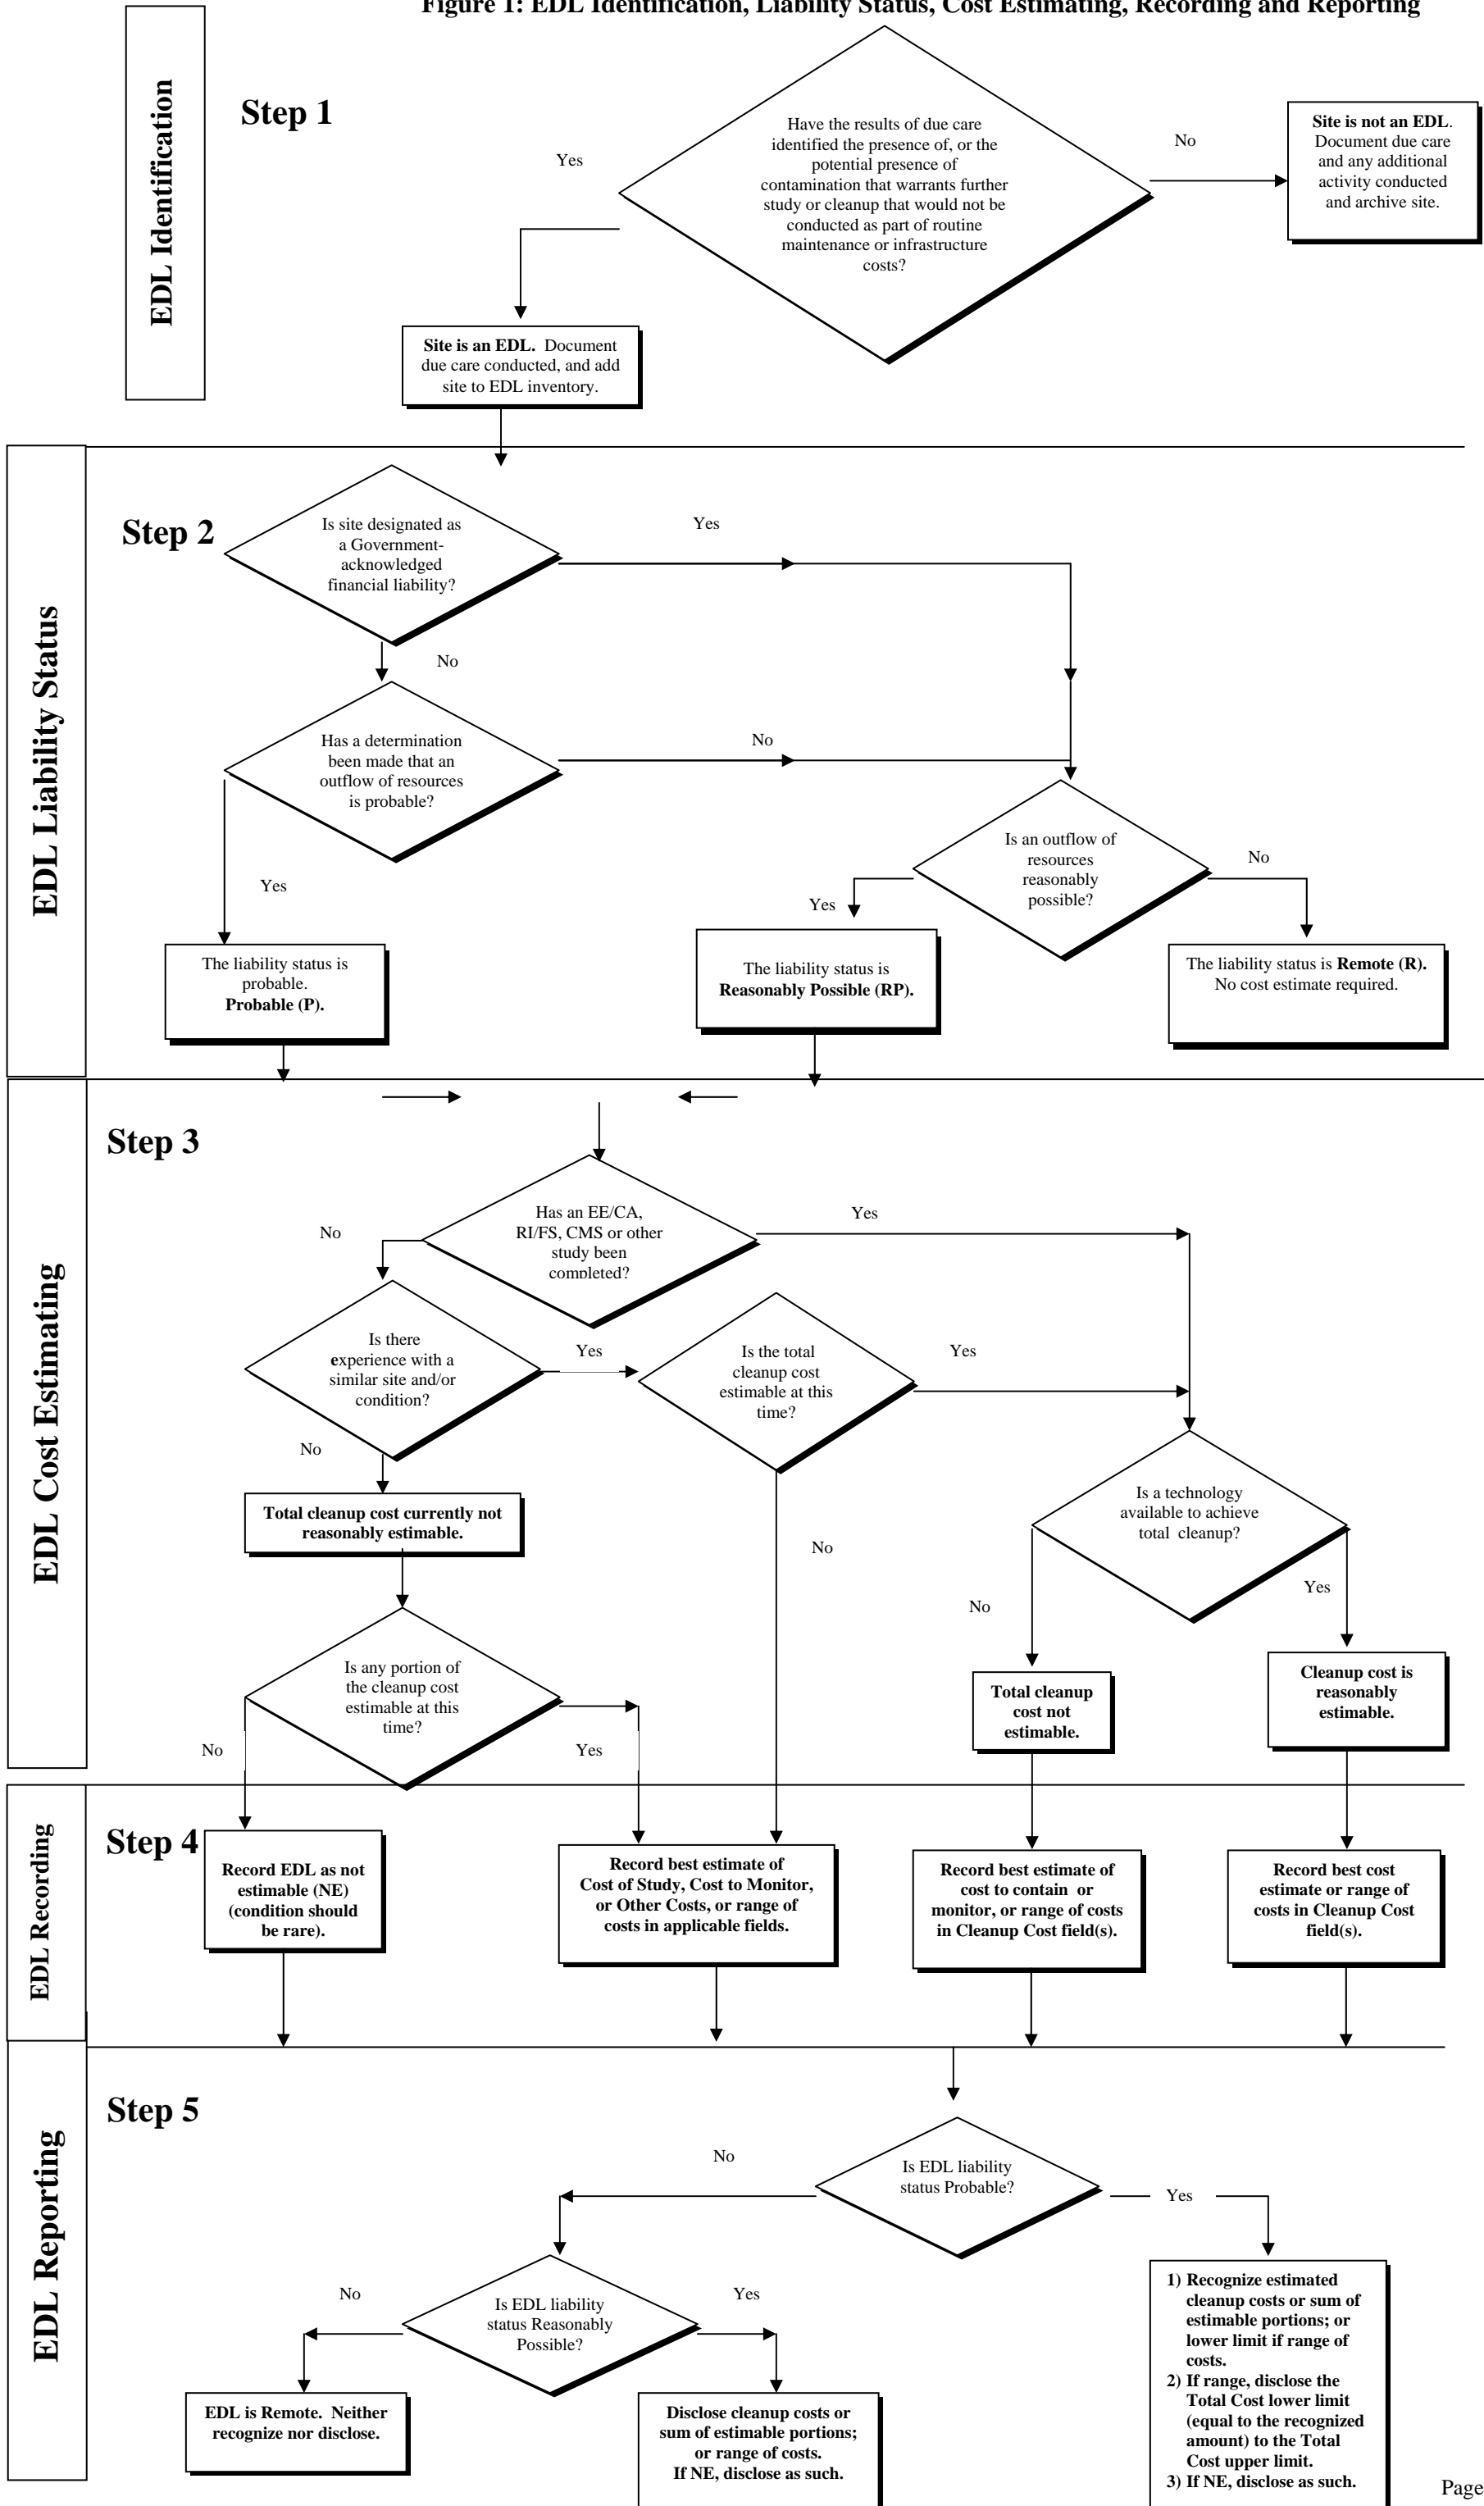 Figure 1: EDL Identification, Liability Status, Cost Estimating, Recording and Reporting
EDL Identification
Step 1
Have the results of due care
identified the presence of, or the
potential presence of
contamination that warrants further
study or cleanup that would not be
conducted as part of routine
maintenance or infrastructure
costs?
Yes
No
Site is not an EDL.
Document due care
and any additional
activity conducted
and archive site.
Site is an EDL. Document
due care conducted, and add
site to EDL inventory.
EDL Liability Status
Step 2
Is site designated as
a Government-
acknowledged
financial liability?
Yes
No
Has a determination
been made that an
outflow of resources
is probable?
No
Yes
Is an outflow of
resources
reasonably
possible?
No
Yes
The liability status is
probable.
Probable (P).
The liability status is
Reasonably Possible (RP).
The liability status is Remote (R).
No cost estimate required.
EDL Cost Estimating
Step 3
Has an EE/CA,
RI/FS, CMS or other
study been
completed?
No
Yes
Is there
experience with a
similar site and/or
condition?
Yes
Is the total
cleanup cost
estimable at this
time?
Yes
No
Total cleanup cost currently not
reasonably estimable.
Is a technology
available to achieve
total cleanup?
No
No
Yes
Is any portion of
the cleanup cost
estimable at this
time?
Total cleanup
cost not
estimable.
Cleanup cost is
reasonably
estimable.
No
Yes
EDL Recording
Step 4
Record EDL as not
estimable (NE)
(condition should
be rare).
Record best estimate of
Cost of Study, Cost to Monitor,
or Other Costs, or range of
costs in applicable fields.
Record best estimate of
cost to contain or
monitor, or range of costs
in Cleanup Cost field(s).
Record best cost
estimate or range of
costs in Cleanup Cost
field(s).
EDL Reporting
Step 5
Is EDL liability
status Probable?
No
Yes
Is EDL liability
status Reasonably
Possible?
No
Yes
EDL is Remote. Neither
recognize nor disclose.
Disclose cleanup costs or
sum of estimable portions;
or range of costs.
If NE, disclose as such.
1) Recognize estimated
cleanup costs or sum of
estimable portions; or
lower limit if range of
costs.
2) If range, disclose the
Total Cost lower limit
(equal to the recognized
amount) to the Total
Cost upper limit.
3) If NE, disclose as such.
Page